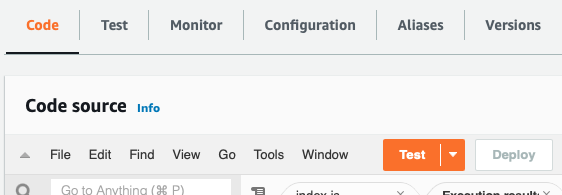 Code Test Monitor Configuration Aliases Versions
Code source Info
File Edit Find View Go Tools Window Test Deploy
Go to Anything (⌘ P) index.js Execution results